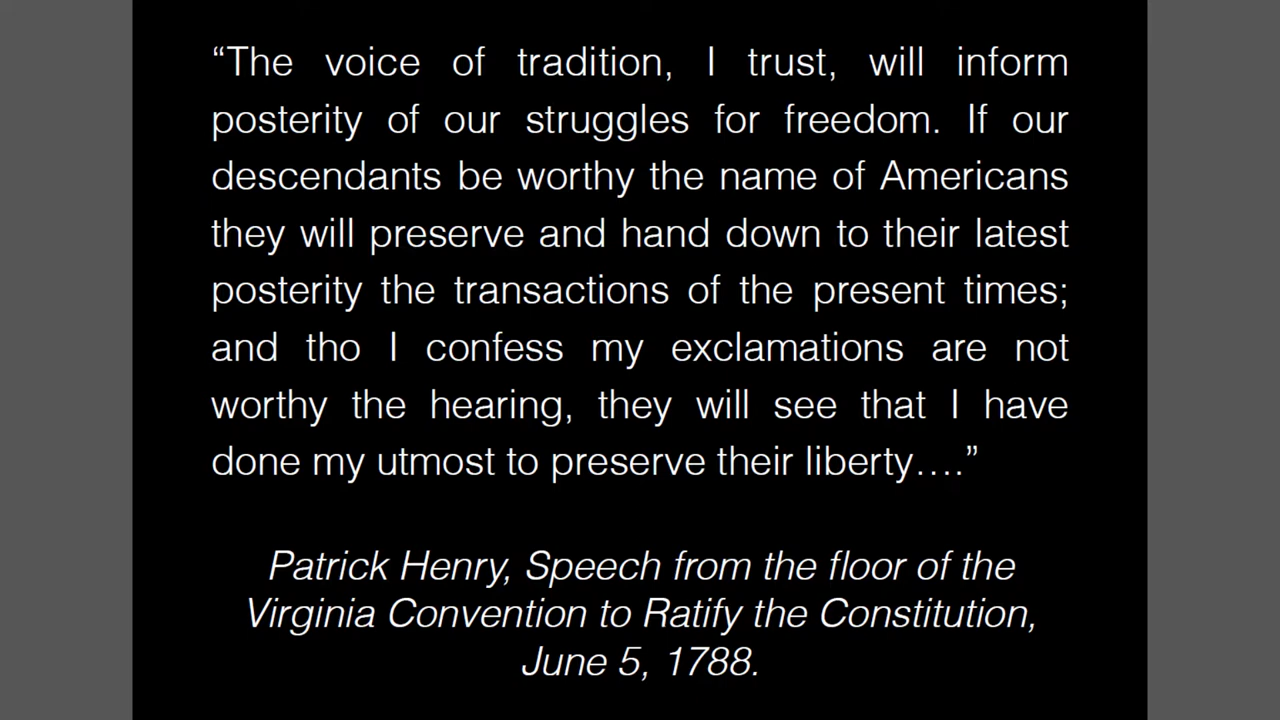 “The voice of tradition, I trust, will inform
posterity of our struggles for freedom. If our
descendants be worthy the name of Americans
they will preserve and hand down to their latest
posterity the transactions of the present times;
and tho I confess my exclamations are not
worthy the hearing, they will see that I have
done my utmost to preserve their liberty….”
Patrick Henry, Speech from the floor of the
Virginia Convention to Ratify the Constitution,
June 5, 1788.